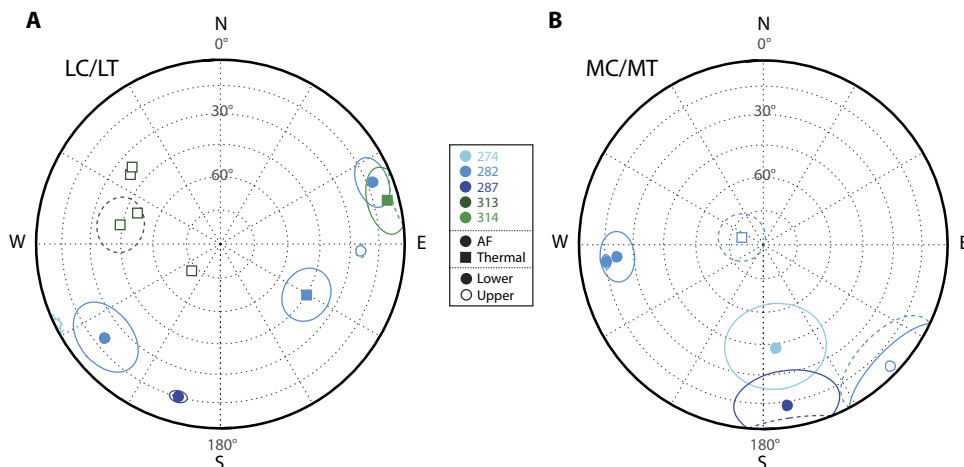 A
N
0°
LC/LT
30°
60°
W
E
180°
S
274
282
287
313
314
AF
Thermal
Lower
Upper
B
N
0°
MC/MT
30°
60°
W
E
180°
S